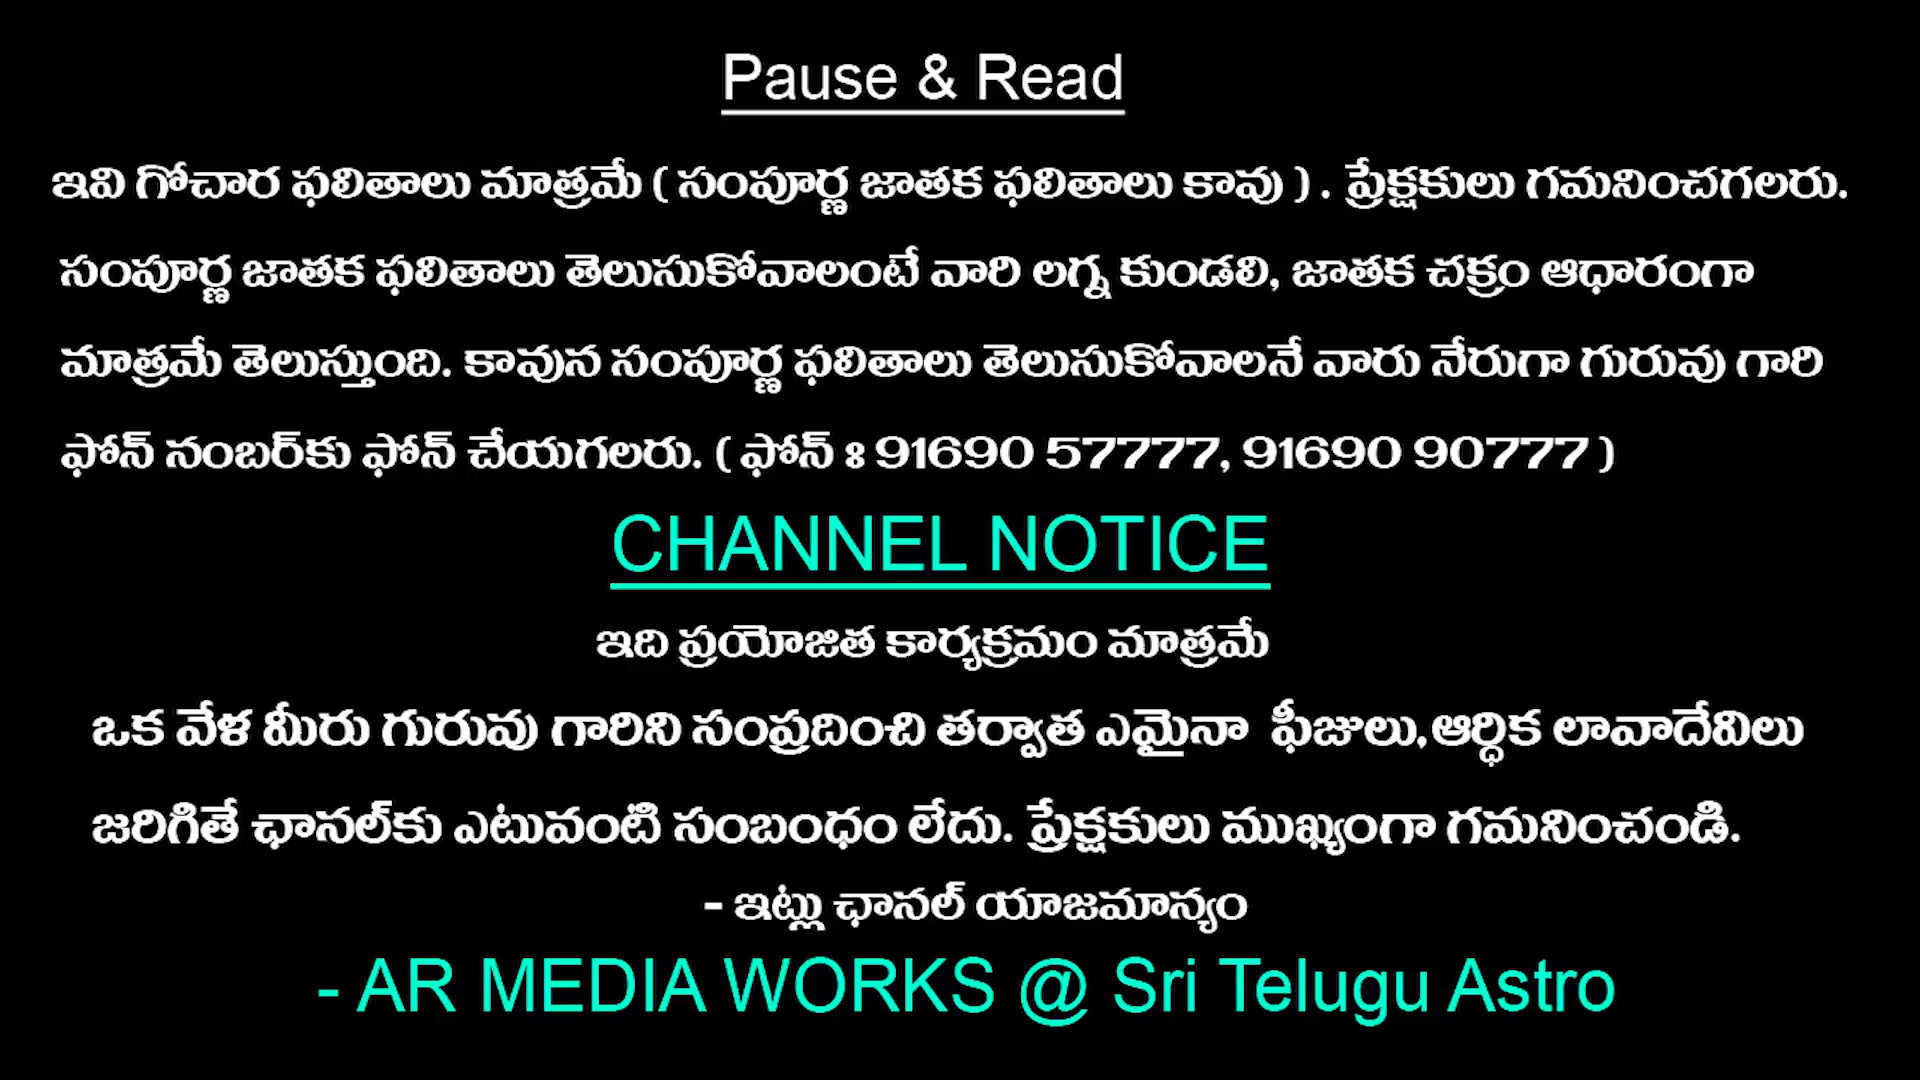 Pause & Read
ఇవి గోచార ఫలితాలు మాత్రమే ( సంపూర్ణ జాతక ఫలితాలు కావు ) . ప్రేక్షకులు గమనించగలరు.
సంపూర్ణ జాతక ఫలితాలు తెలుసుకోవాలంటే వారి లగ్న కుండలి, జాతక చక్రం ఆధారంగా
మాత్రమే తెలుస్తుంది. కావున సంపూర్ణ ఫలితాలు తెలుసుకోవాలనే వారు నేరుగా గురువు గారి
ఫోన్ నంబర్‌కు ఫోన్ చేయగలరు. ( ఫోన్ ః 91690 57777, 91690 90777 )
CHANNEL NOTICE
ఇది ప్రయోజిత కార్యక్రమం మాత్రమే
ఒక వేళ మీరు గురువు గారిని సంప్రదించి తర్వాత ఎమైనా ఫీజులు,ఆర్ధిక లావాదేవిలు
జరిగితే ఛానల్‌కు ఎటువంటి సంబంధం లేదు. ప్రేక్షకులు ముఖ్యంగా గమనించండి.
- ఇట్లు ఛానల్ యాజమాన్యం
- AR MEDIA WORKS @ Sri Telugu Astro